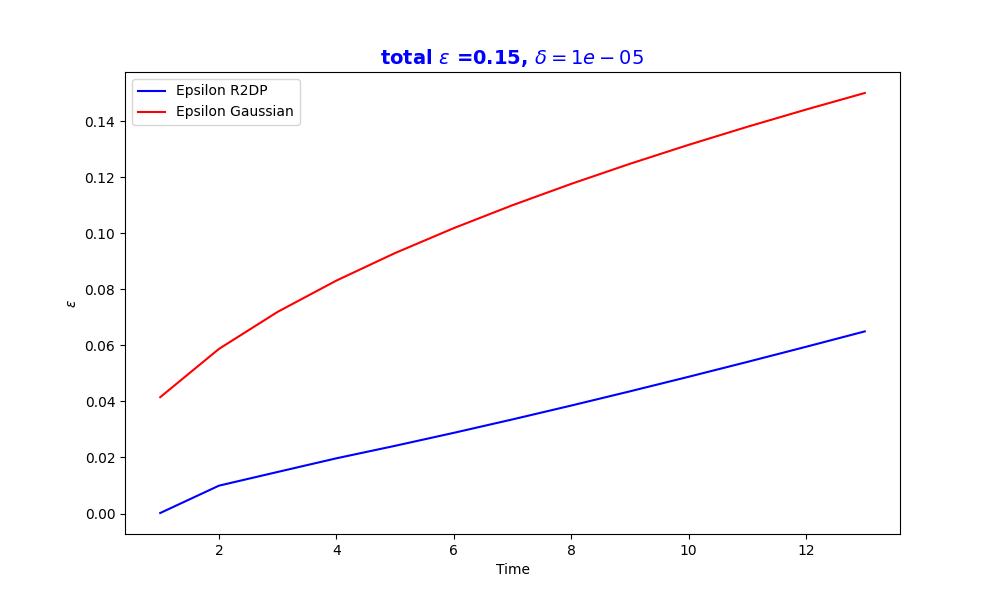 total ε =0.15, δ = 1e − 05
Epsilon R2DP
Epsilon Gaussian
0.14
0.12
0.10
0.08
0.06
0.04
0.02
0.00
ε
2 4 6 8 10 12
Time